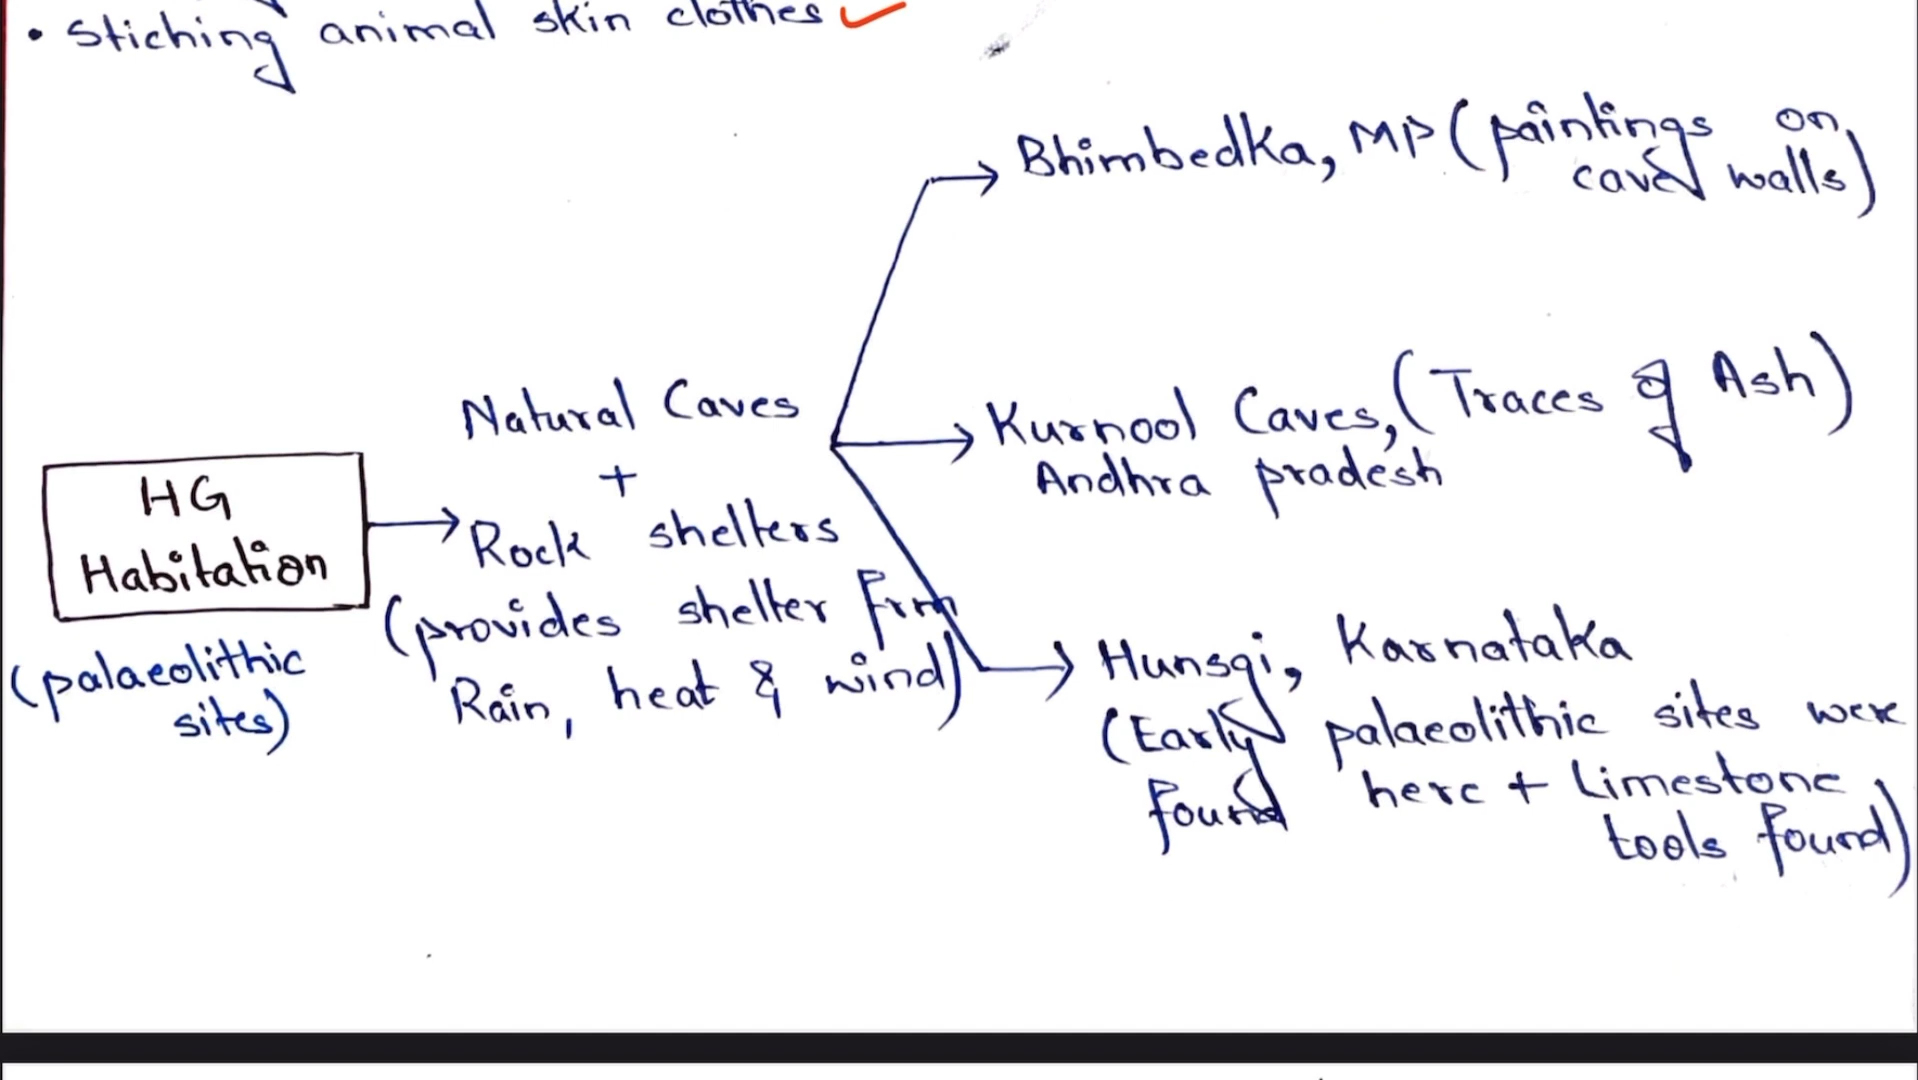 • Stiching animal skin clothes ✓
Bhimbedka, MP (paintings on
cave walls)
Natural Caves
+
Rock shelters
(provides shelter frm
Rain, heat & wind)
HG
Habitation
(palaeolithic
sites)
Kurnool Caves, (Traces of Ash)
Andhra pradesh
Hunsgi, Karnataka
(Early palaeolithic sites were
found here + Limestone
tools found)